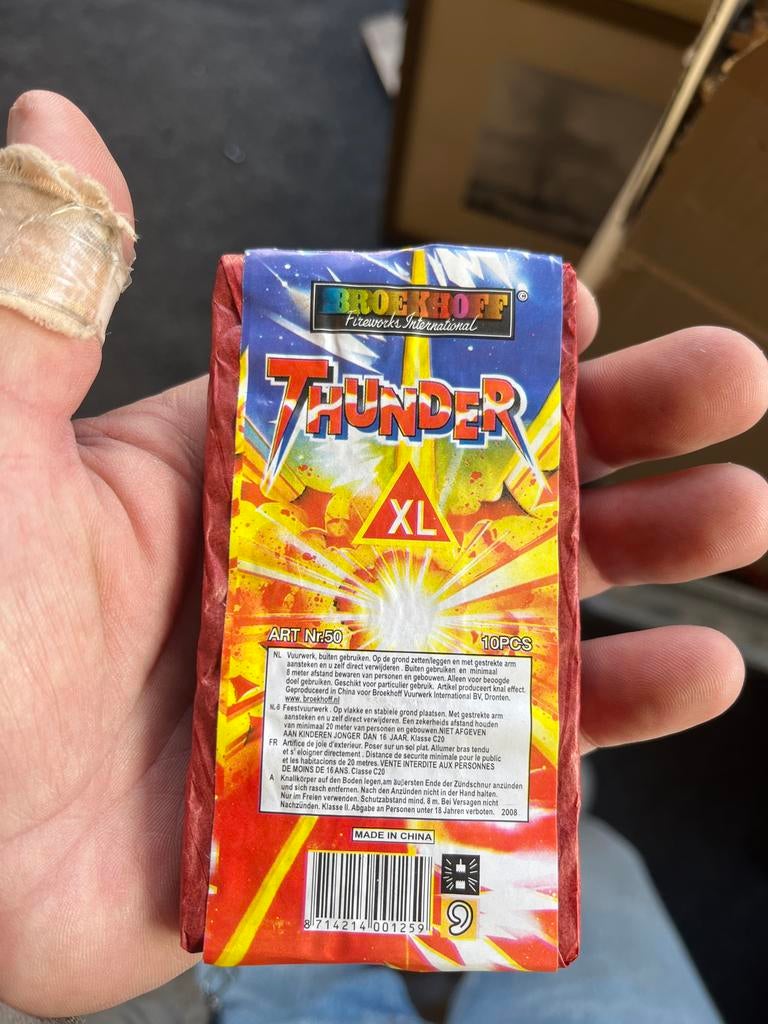 BROEKHOFF ©
Fireworks International
THUNDER
XL
ART Nr.50 10PCS
NL Vuurwerk, buiten gebruiken. Op de grond zetten/leggen en met gestrekte arm
aansteken en u zelf direct verwijderen . Buiten gebruiken en minimaal
8 meter afstand bewaren van personen en gebouwen. Alleen voor beoogde
doel gebruiken. Geschikt voor particulier gebruik. Artikel produceert knal effect.
Geproduceerd in China voor Broekhoff Vuurwerk International BV, Dronten.
www. broekhoff.nl
NL-B Feestvuurwerk . Op vlakke en stabiele grond plaatsen. Met gestrekte arm
aansteken en u zelf direct verwijderen. Een zekerheids afstand houden
van minimaal 20 meter van personen en gebouwen.NIET AFGEVEN
AAN KINDEREN JONGER DAN 16 JAAR, Klasse C20
FR Artifice de joie d'exterieur. Poser sur un sol plat. Allumer bras tendu
et s' eloigner directement . Distance de securite minimale pour le public
et les habitacions de 20 metres. VENTE INTERDITE AUX PERSONNES
DE MOINS DE 16 ANS. Classe C20
A Knallkörper auf den Boden legen,am äußersten Ende der Zündschnur anzünden
und sich rasch entfernen. Nach den Anzünden nicht in der Hand halten.
Nur im Freien verwenden. Schutzabstand mind. 8 m. Bei Versagen nicht
Nachzünden. Klasse II. Abgabe an Personen unter 18 Jahren verboten. 2008
MADE IN CHINA
8 714214 001259